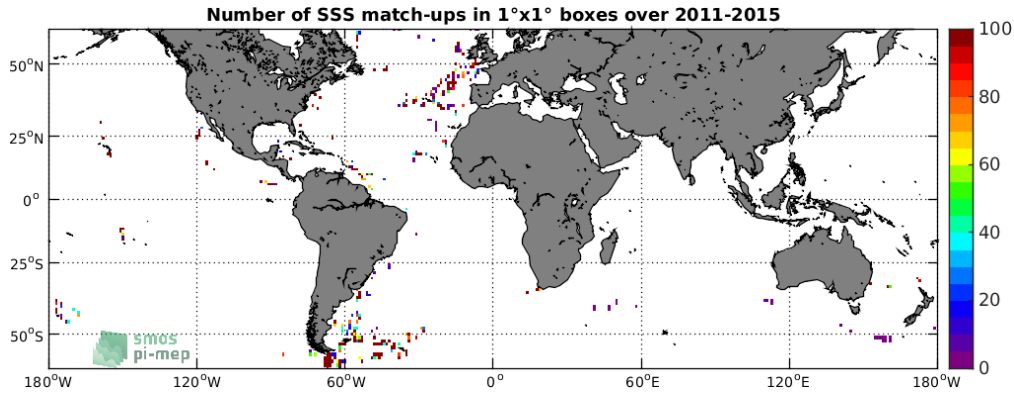 Number of SSS match-ups in 1°x1° boxes over 2011-2015
50°N
25°N
0°
25°S
50°S
180°W
120°W
60°W
0°
60°E
120°E
180°W
100
80
60
40
20
0
smos
pi-mep